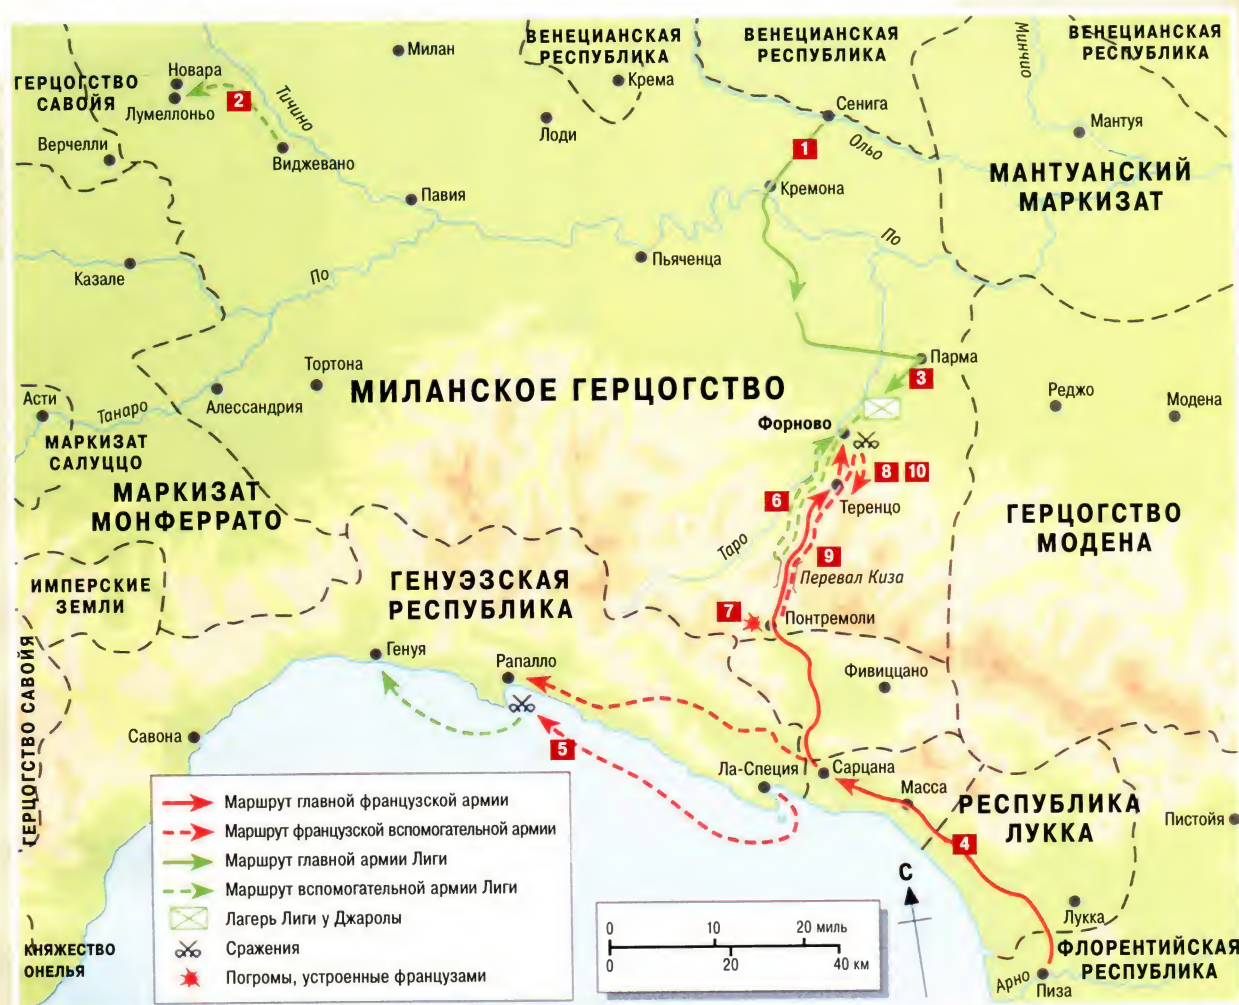 ВЕНЕЦИАНСКАЯ
РЕСПУБЛИКА
ВЕНЕЦИАНСКАЯ
РЕСПУБЛИКА
ВЕНЕЦИАНСКАЯ
РЕСПУБЛИКА
Милан
Минчио
Новара
Крема
ГЕРЦОГСТВО
САВОЙЯ
2
Тичино
Лумеллоньо
Сенига
Лоди
Мантуя
Верчелли
1
Ольо
Виджевано
МАНТУАНСКИЙ
МАРКИЗАТ
Павия
Кремона
По
Пьяченца
Казале
По
Парма
Тортона
3
МИЛАНСКОЕ ГЕРЦОГСТВО
Реджо
Модена
Асти
Танаро
Алессандрия
Форново
МАРКИЗАТ
САЛУЦЦО
8 10
МАРКИЗАТ
МОНФЕРРАТО
6
Теренцо
ГЕРЦОГСТВО
МОДЕНА
Таро
9
Перевал Киза
ИМПЕРСКИЕ
ЗЕМЛИ
ГЕНУЭЗСКАЯ
РЕСПУБЛИКА
7
Понтремоли
ГЕРЦОГСТВО САВОЙЯ
Генуя
Рапалло
Фивиццано
Савона
5
Ла-Специя
Сарцана
Масса
РЕСПУБЛИКА
ЛУККА
Пистойя
4
С
Лукка
КНЯЖЕСТВО
ОНЕЛЬЯ
ФЛОРЕНТИЙСКАЯ
РЕСПУБЛИКА
Арно
Пиза
Маршрут главной французской армии
Маршрут французской вспомогательной армии
Маршрут главной армии Лиги
Маршрут вспомогательной армии Лиги
Лагерь Лиги у Джаролы
Сражения
Погромы, устроенные французами
0 10 20 миль
0 20 40 км